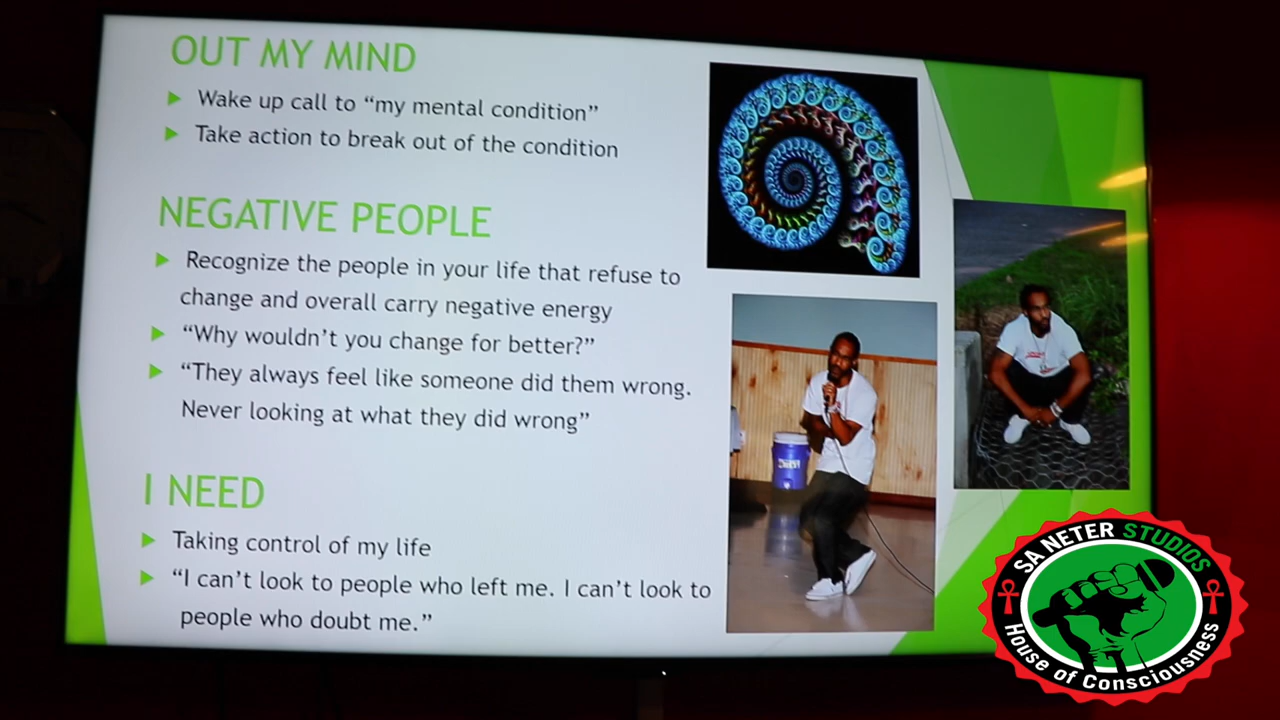 OUT MY MIND
Wake up call to “my mental condition”
Take action to break out of the condition
NEGATIVE PEOPLE
Recognize the people in your life that refuse to
change and overall carry negative energy
“Why wouldn’t you change for better?”
“They always feel like someone did them wrong.
Never looking at what they did wrong”
I NEED
Taking control of my life
“I can’t look to people who left me. I can’t look to
people who doubt me.”
SA NETER STUDIOS
House of Consciousness